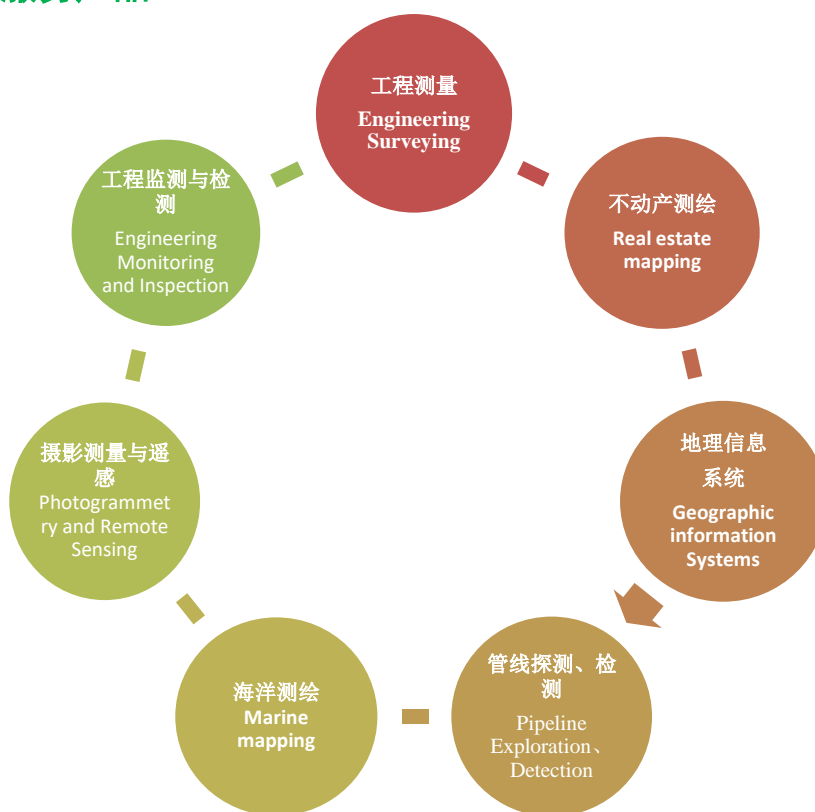 工程测量
Engineering
Surveying
不动产测绘
Real estate
mapping
地理信息
系统
Geographic
information
Systems
管线探测、检
测
Pipeline
Exploration、
Detection
海洋测绘
Marine
mapping
摄影测量与遥
感
Photogrammet
ry and Remote
Sensing
工程监测与检
测
Engineering
Monitoring
and Inspection